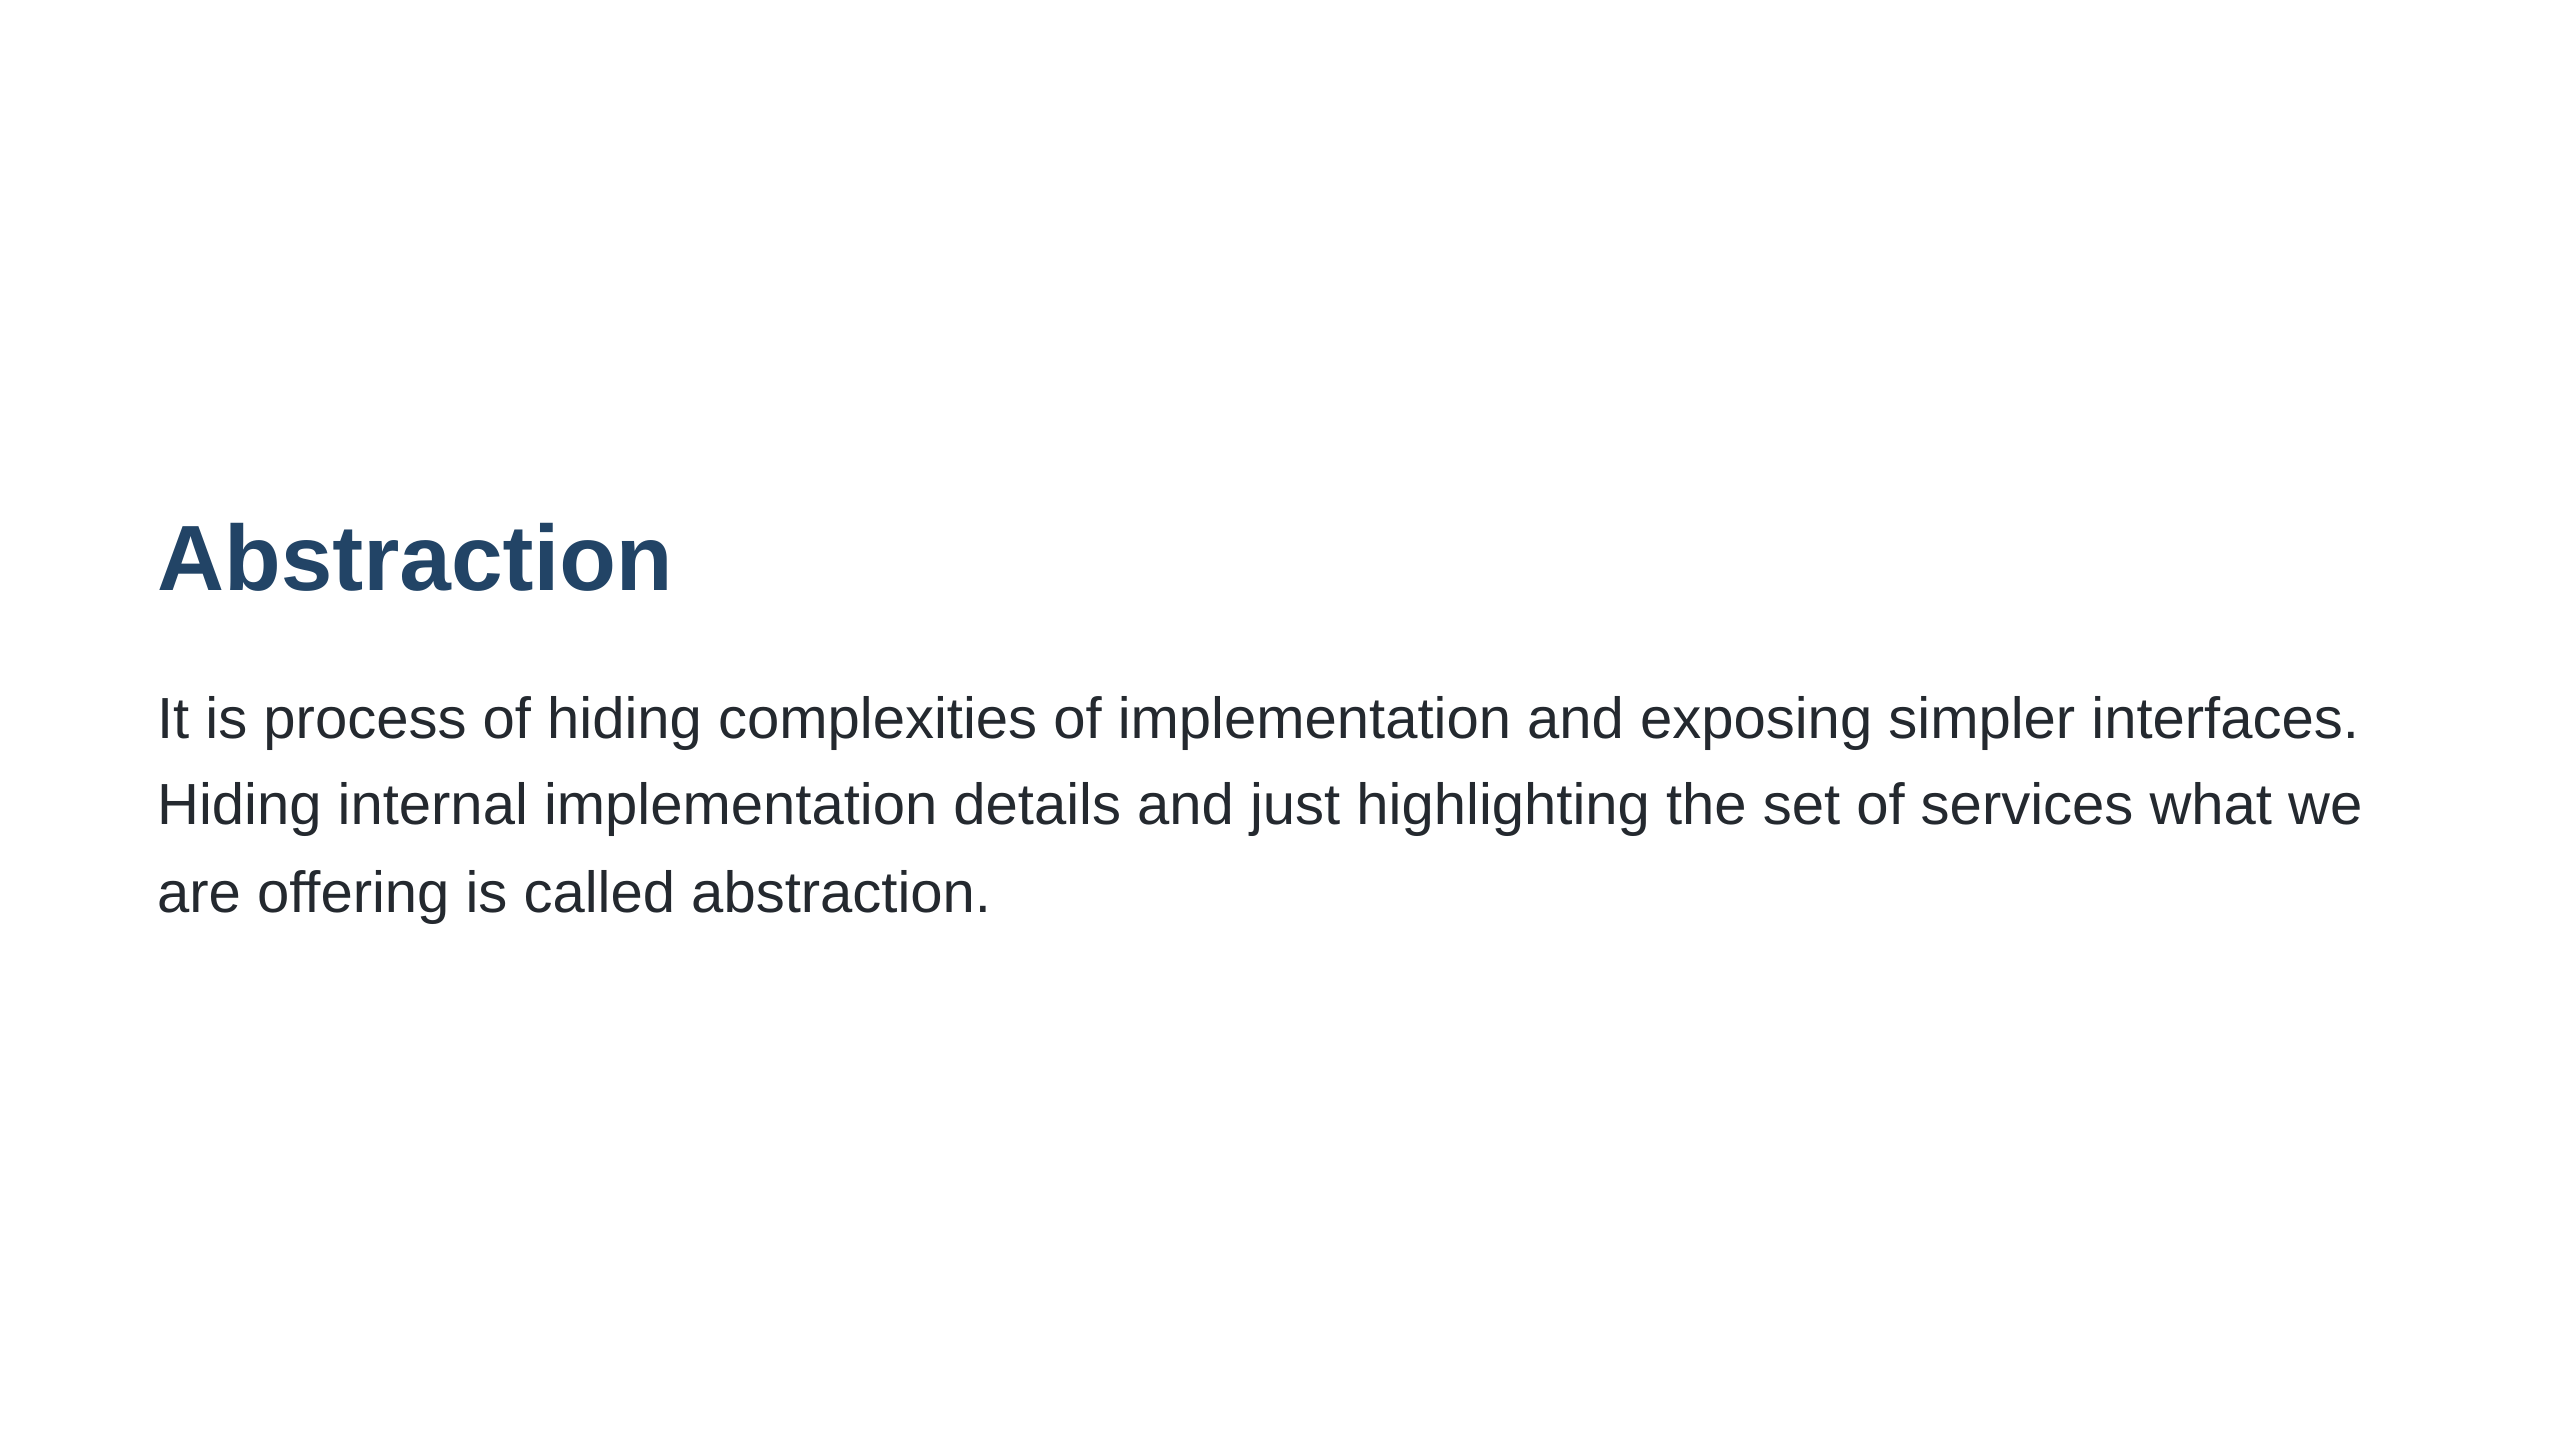 Abstraction
It is process of hiding complexities of implementation and exposing simpler interfaces.
Hiding internal implementation details and just highlighting the set of services what we
are offering is called abstraction.